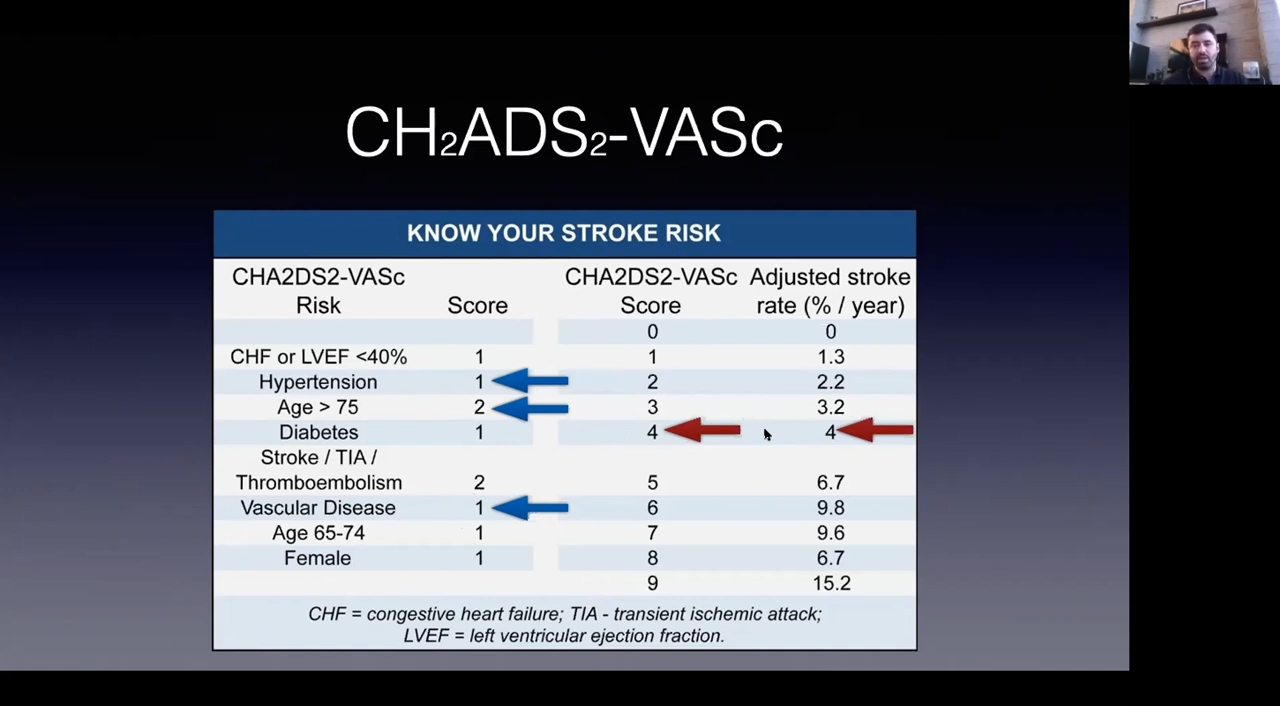 CH2ADS2-VASc
KNOW YOUR STROKE RISK
CHA2DS2-VASc Risk Score CHA2DS2-VASc Score Adjusted stroke rate (% / year)
0 0
CHF or LVEF <40% 1 1 1.3
Hypertension 1 2 2.2
Age > 75 2 3 3.2
Diabetes 1 4 4
Stroke / TIA /
Thromboembolism 2 5 6.7
Vascular Disease 1 6 9.8
Age 65-74 1 7 9.6
Female 1 8 6.7
9 15.2
CHF = congestive heart failure; TIA - transient ischemic attack;
LVEF = left ventricular ejection fraction.